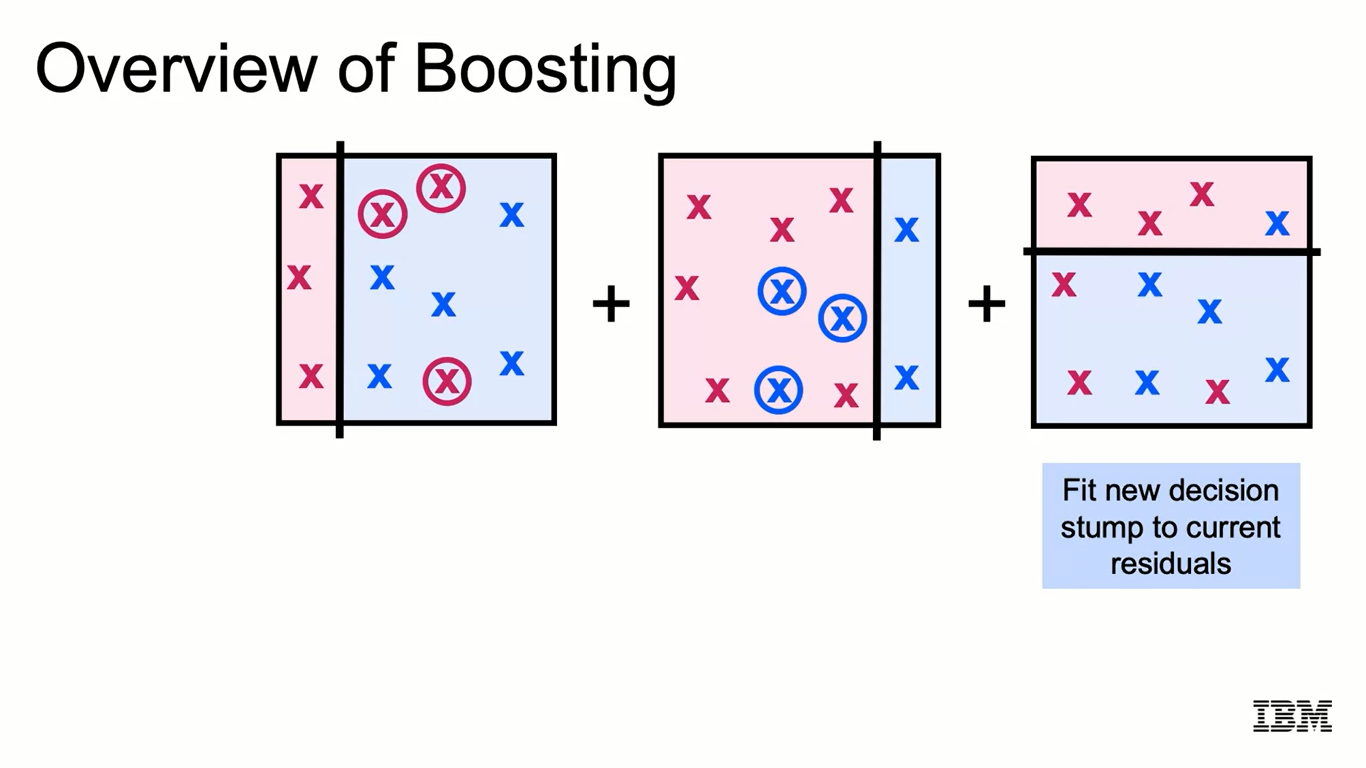 Overview of Boosting
X X X X X X X X X X X
+
X X X X X X X X X X X
+
X X X X X X X X X X X
Fit new decision
stump to current
residuals
IBM